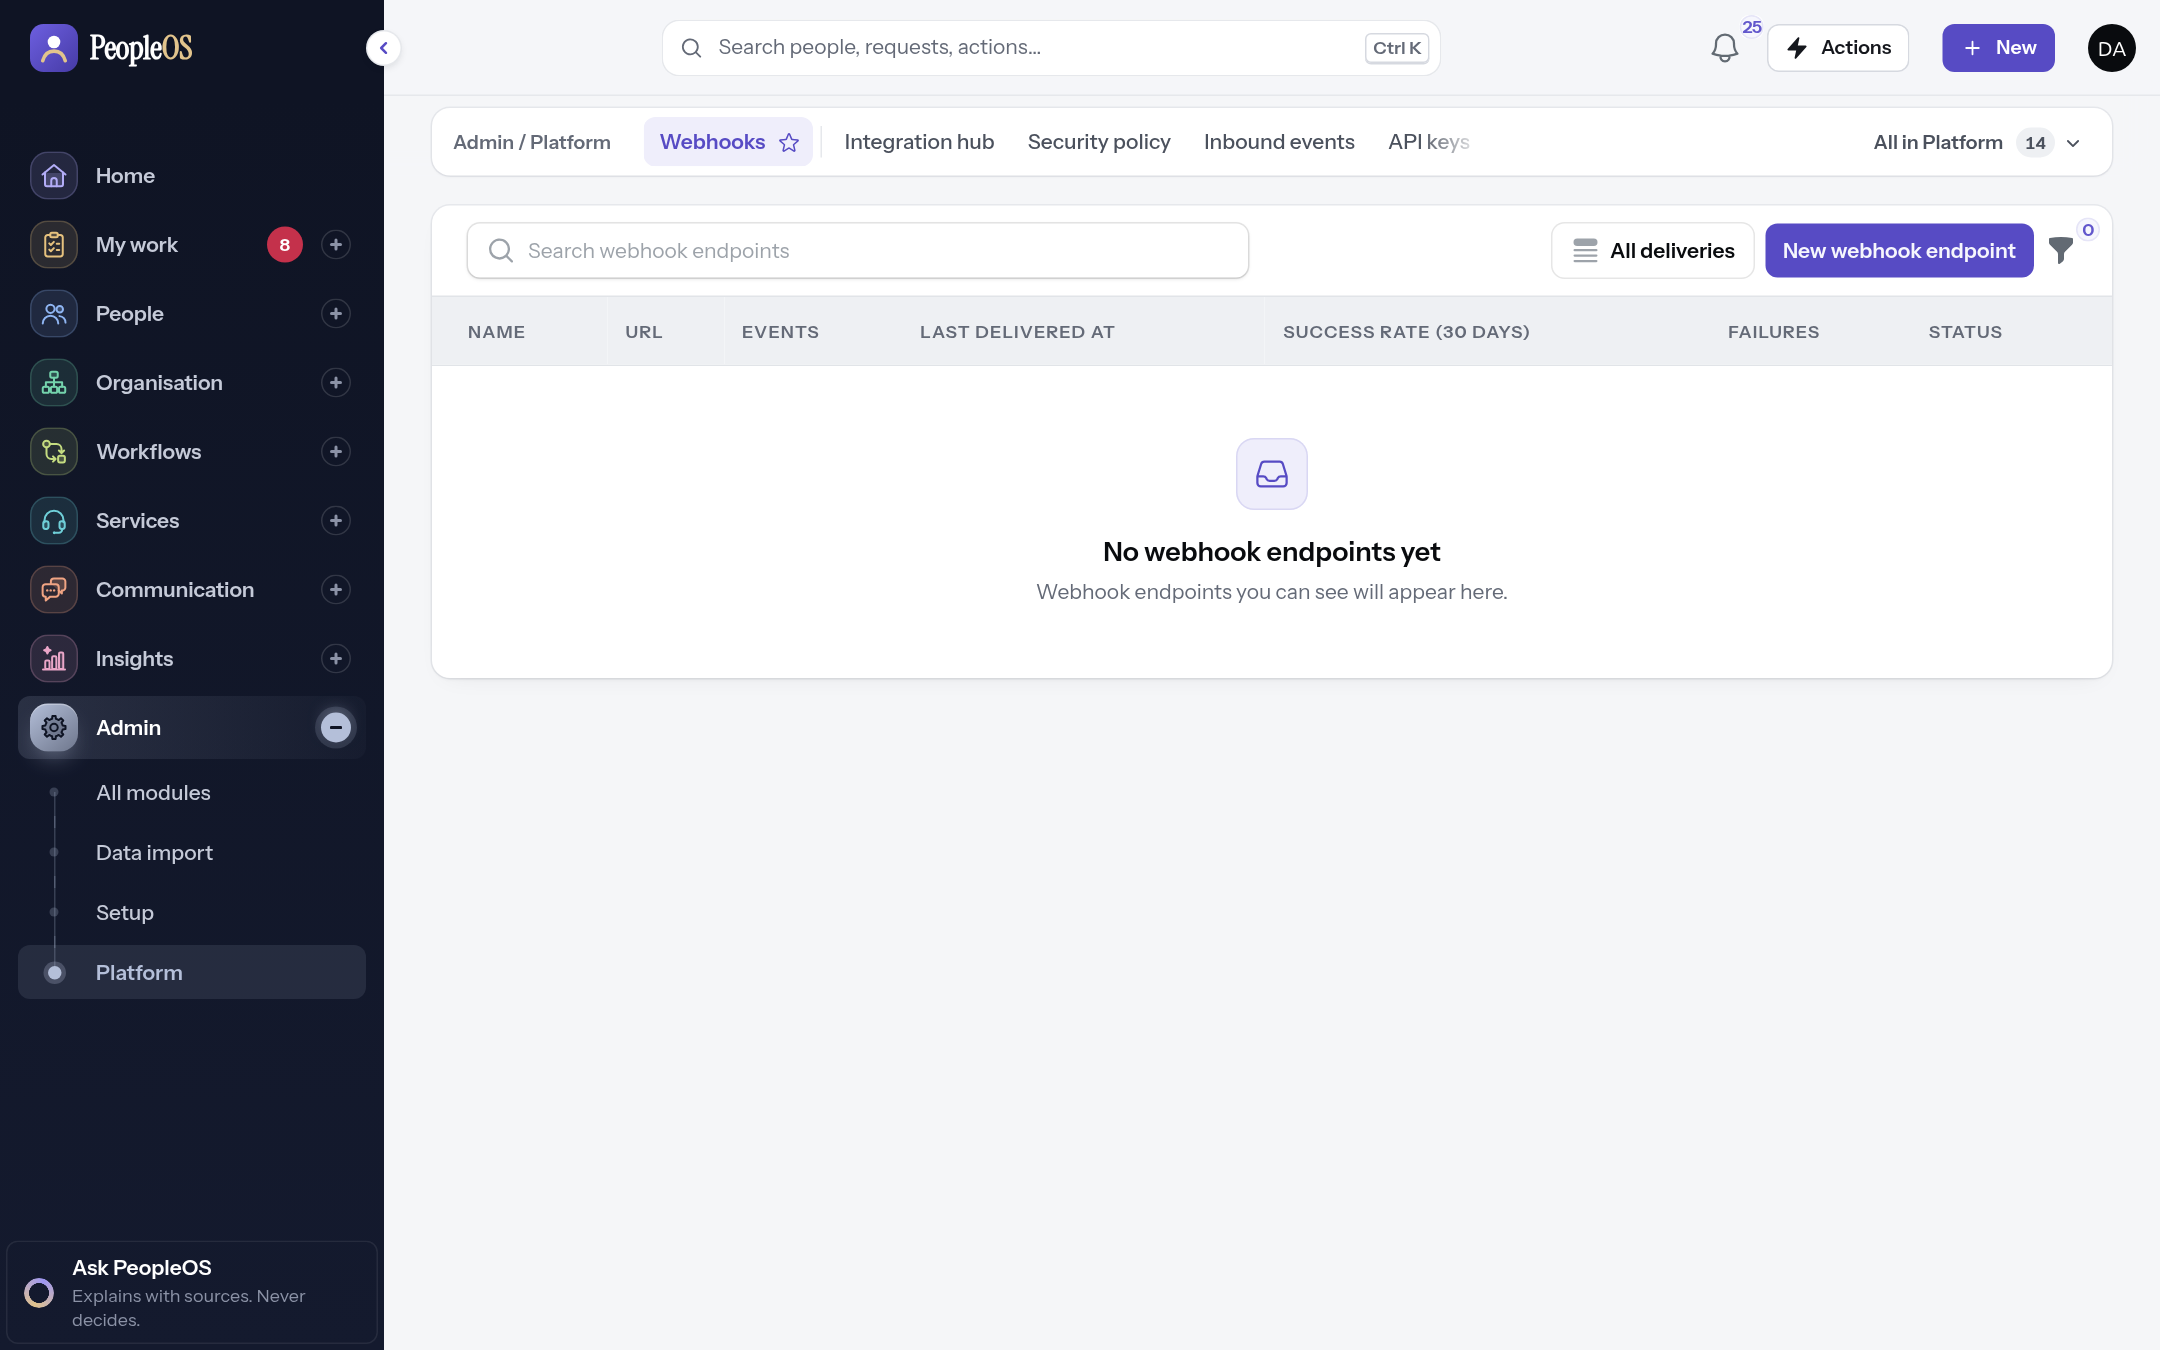 PeopleOS
Search people, requests, actions...
Ctrl K
25
Actions
New
DA
Home
My work
8
People
Organisation
Workflows
Services
Communication
Insights
Admin
All modules
Data import
Setup
Platform
Ask PeopleOS
Explains with sources. Never
decides.
Admin / Platform
Webhooks
Integration hub
Security policy
Inbound events
API keys
All in Platform
14
Search webhook endpoints
All deliveries
New webhook endpoint
0
NAME
URL
EVENTS
LAST DELIVERED AT
SUCCESS RATE (30 DAYS)
FAILURES
STATUS
No webhook endpoints yet
Webhook endpoints you can see will appear here.